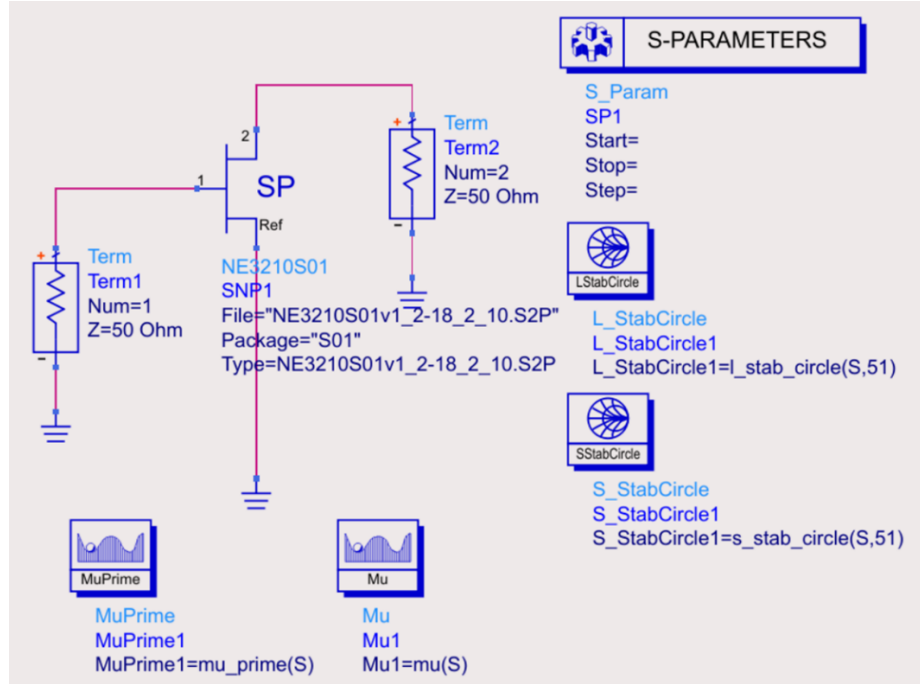 S-PARAMETERS
S_Param
SP1
Start=
Stop=
Step=
2
+
Term
Term2
Num=2
Z=50 Ohm
-
1
SP
Ref
+
Term
Term1
Num=1
Z=50 Ohm
-
NE3210S01
SNP1
File="NE3210S01v1_2-18_2_10.S2P"
Package="S01"
Type=NE3210S01v1_2-18_2_10.S2P
LStabCircle
L_StabCircle
L_StabCircle1
L_StabCircle1=l_stab_circle(S,51)
SStabCircle
S_StabCircle
S_StabCircle1
S_StabCircle1=s_stab_circle(S,51)
MuPrime
MuPrime
MuPrime1
MuPrime1=mu_prime(S)
Mu
Mu
Mu1
Mu1=mu(S)